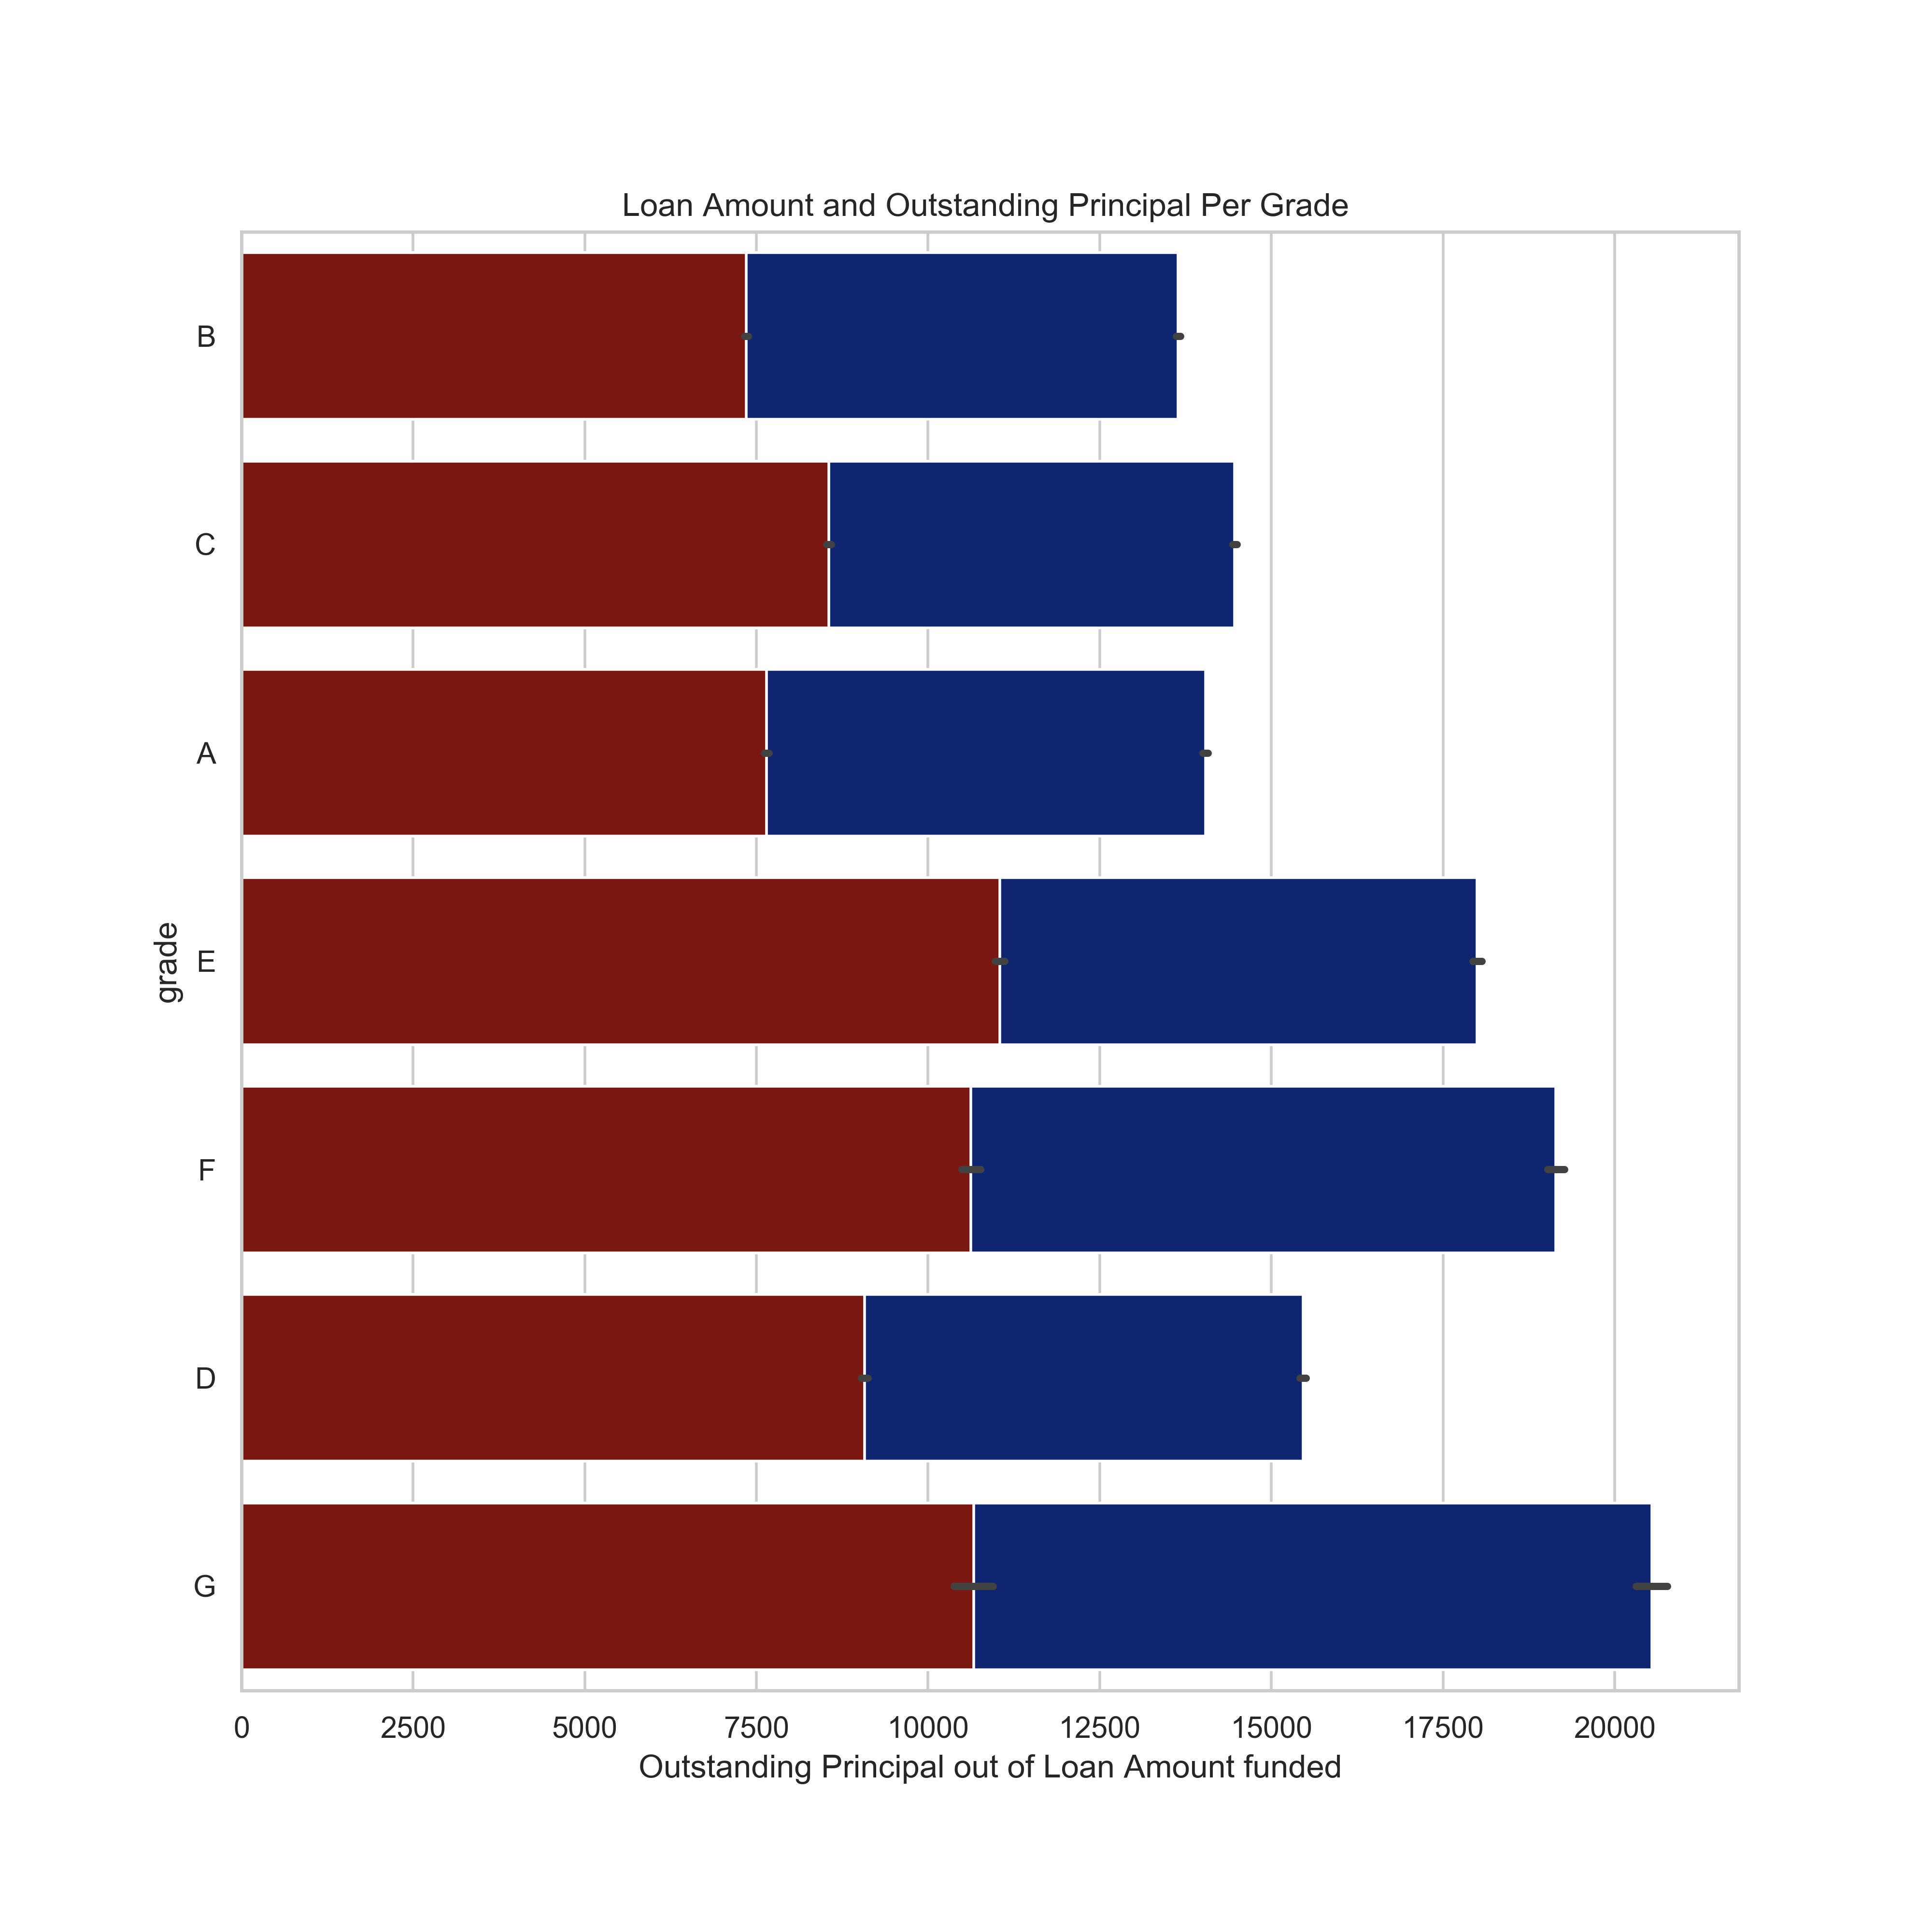 Loan Amount and Outstanding Principal Per Grade
B
C
A
E
F
D
G
grade
0 2500 5000 7500 10000 12500 15000 17500 20000
Outstanding Principal out of Loan Amount funded